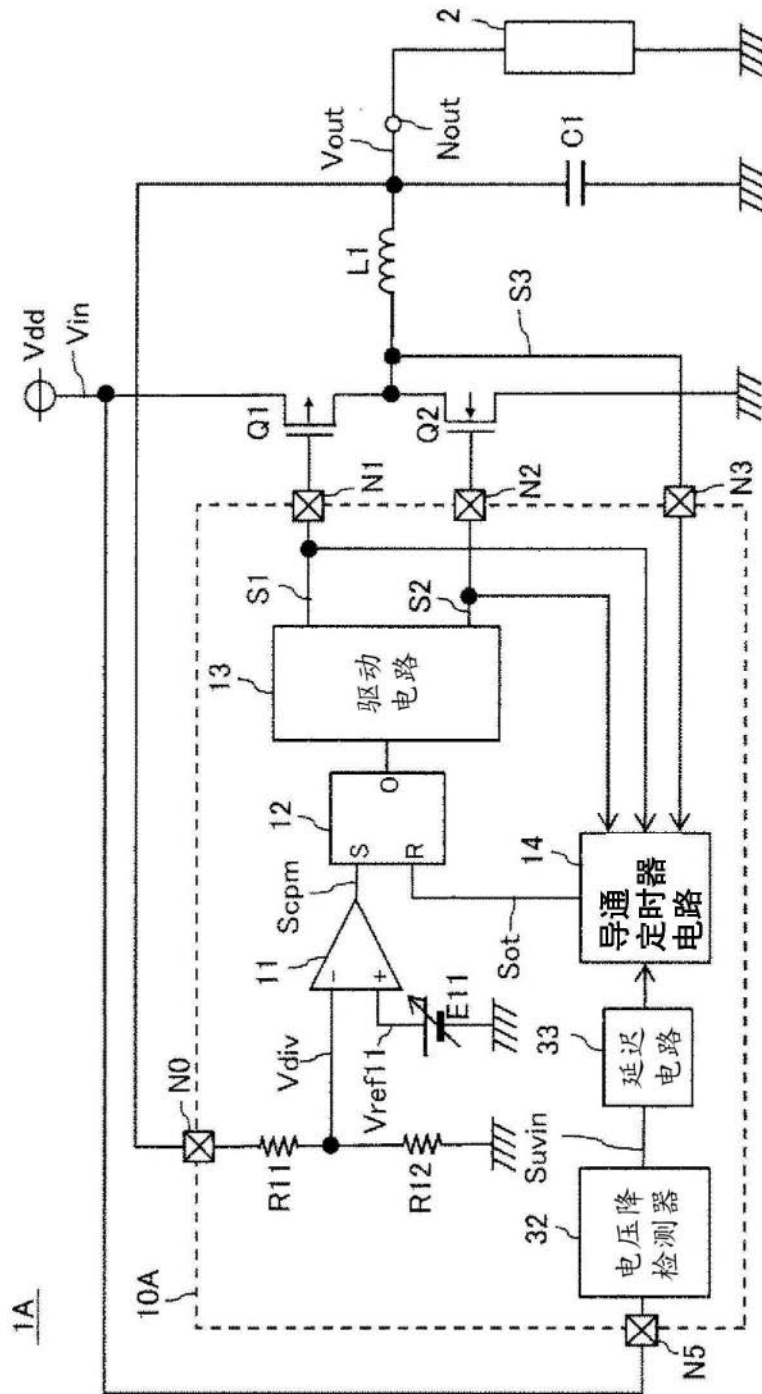 1A
10A
Vdd
Vin
Vout
Nout
2
L1
C1
Q1
Q2
S3
N0
N1
N2
N3
N5
S1
S2
13
驱动
电路
12
S
R
O
Scpm
11
−
+
Vdiv
Vref11
E11
R11
R12
Sot
14
导通
定时器
电路
33
延迟
电路
Suvin
32
电压降
检测器